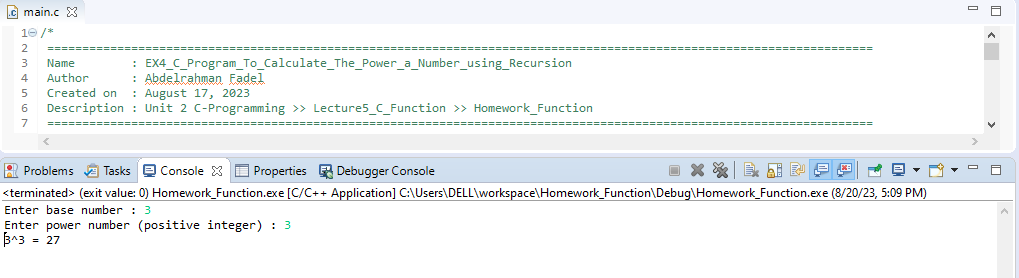 main.c
1 /*
2 =====================================================================================================================
3 Name : EX4_C_Program_To_Calculate_The_Power_a_Number_using_Recursion
4 Author : Abdelrahman Fadel
5 Created on : August 17, 2023
6 Description : Unit 2 C-Programming >> Lecture5_C_Function >> Homework_Function
7 =====================================================================================================================
Problems Tasks Console Properties Debugger Console
<terminated> (exit value: 0) Homework_Function.exe [C/C++ Application] C:\Users\DELL\workspace\Homework_Function\Debug\Homework_Function.exe (8/20/23, 5:09 PM)
Enter base number : 3
Enter power number (positive integer) : 3
3^3 = 27